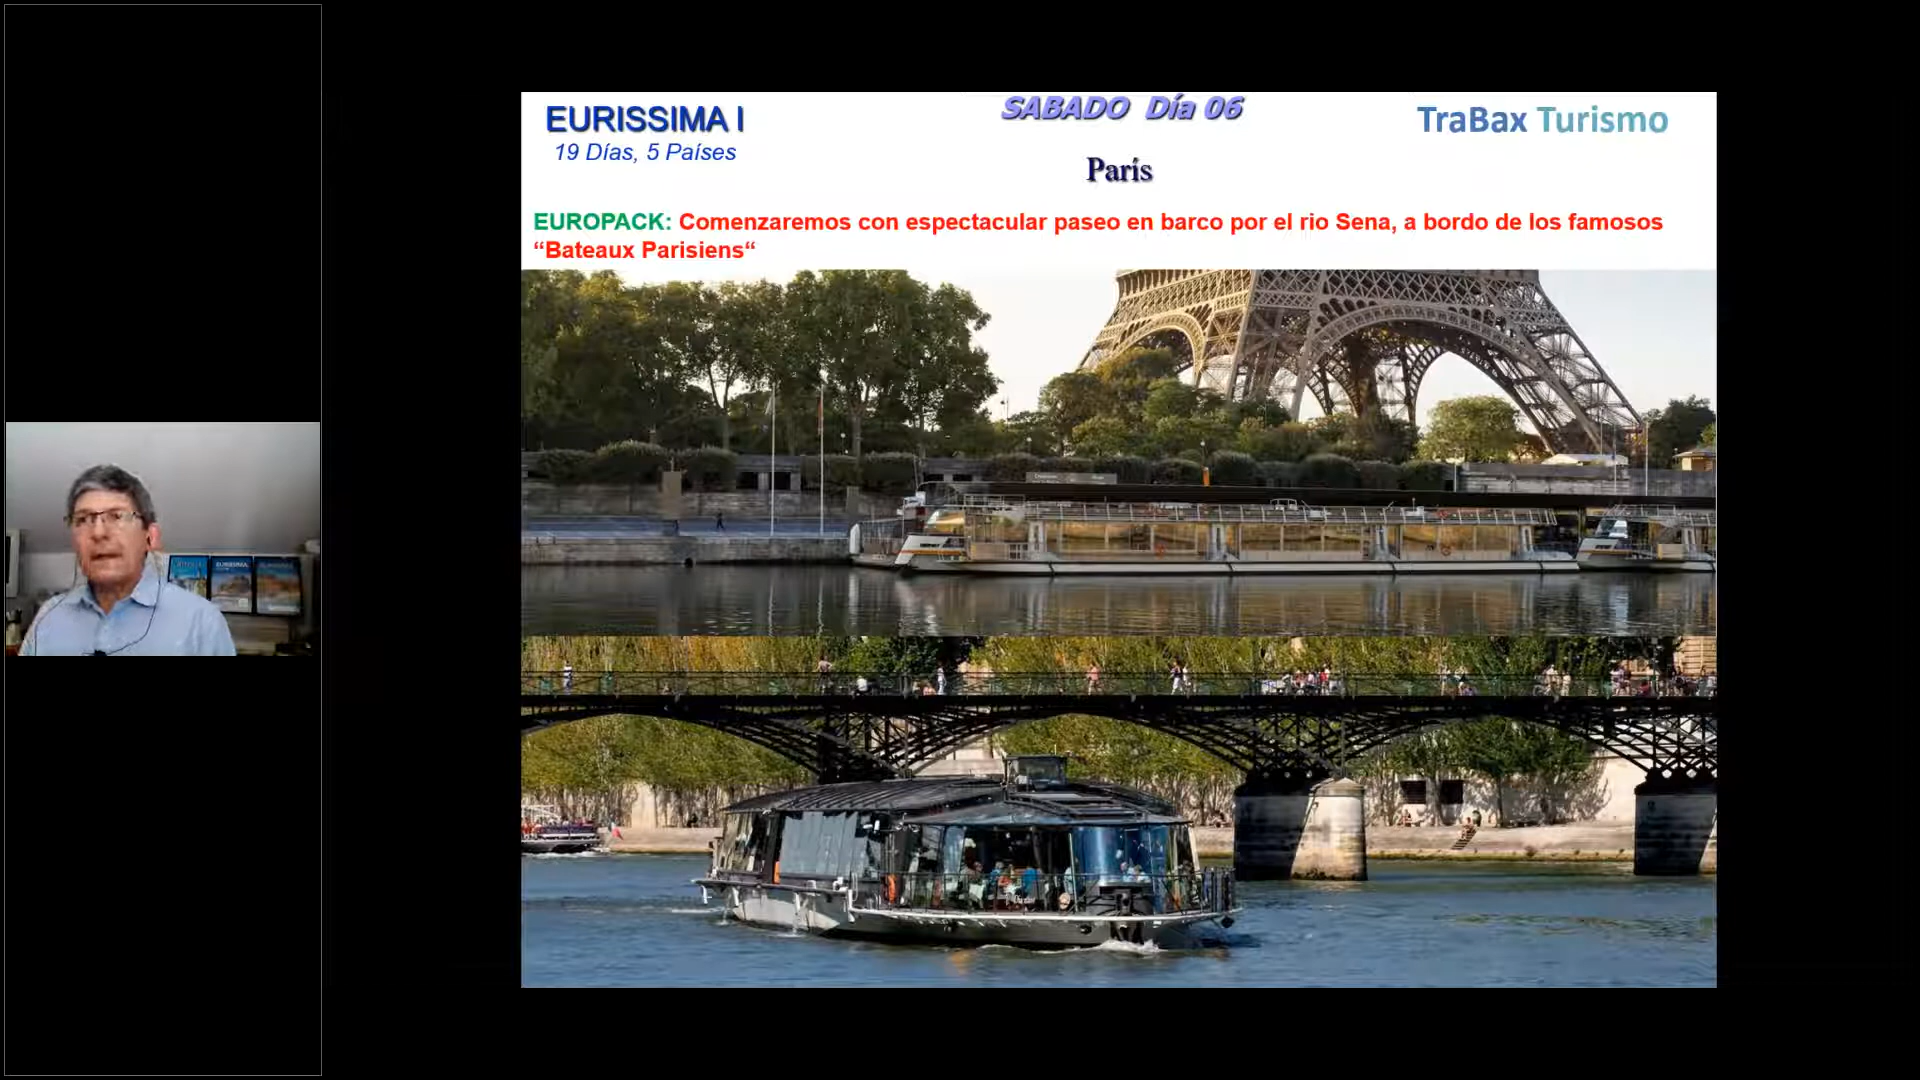 EURISSIMA I
19 Días, 5 Países
SABADO Día 06
TraBax Turismo
París
EUROPACK: Comenzaremos con espectacular paseo en barco por el rio Sena, a bordo de los famosos
“Bateaux Parisiens“
EURISSIMA